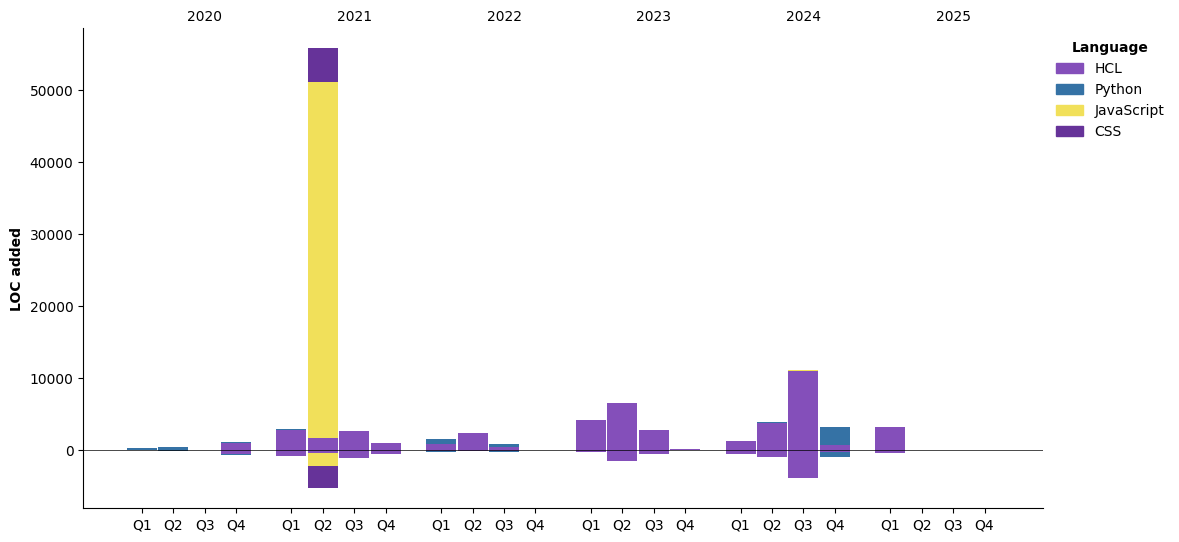 2020 2021 2022 2023 2024 2025
Language
HCL
Python
JavaScript
CSS
LOC added
50000
40000
30000
20000
10000
0
Q1 Q2 Q3 Q4 Q1 Q2 Q3 Q4 Q1 Q2 Q3 Q4 Q1 Q2 Q3 Q4 Q1 Q2 Q3 Q4 Q1 Q2 Q3 Q4